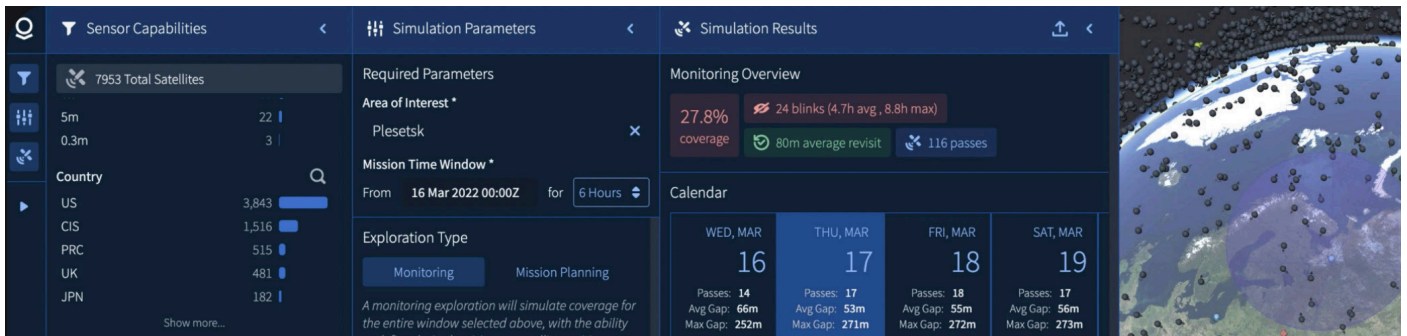 Sensor Capabilities
7953 Total Satellites
5m 22
0.3m 3
Country
US 3,843
CIS 1,516
PRC 515
UK 481
JPN 182
Show more...
Simulation Parameters
Required Parameters
Area of Interest *
Plesetsk
Mission Time Window *
From 16 Mar 2022 00:00Z for 6 Hours
Exploration Type
Monitoring Mission Planning
A monitoring exploration will simulate coverage for
the entire window selected above, with the ability
Simulation Results
Monitoring Overview
27.8%
coverage
24 blinks (4.7h avg , 8.8h max)
80m average revisit
116 passes
Calendar
WED, MAR
16
Passes: 14
Avg Gap: 66m
Max Gap: 252m
THU, MAR
17
Passes: 17
Avg Gap: 53m
Max Gap: 271m
FRI, MAR
18
Passes: 18
Avg Gap: 55m
Max Gap: 272m
SAT, MAR
19
Passes: 17
Avg Gap: 56m
Max Gap: 273m